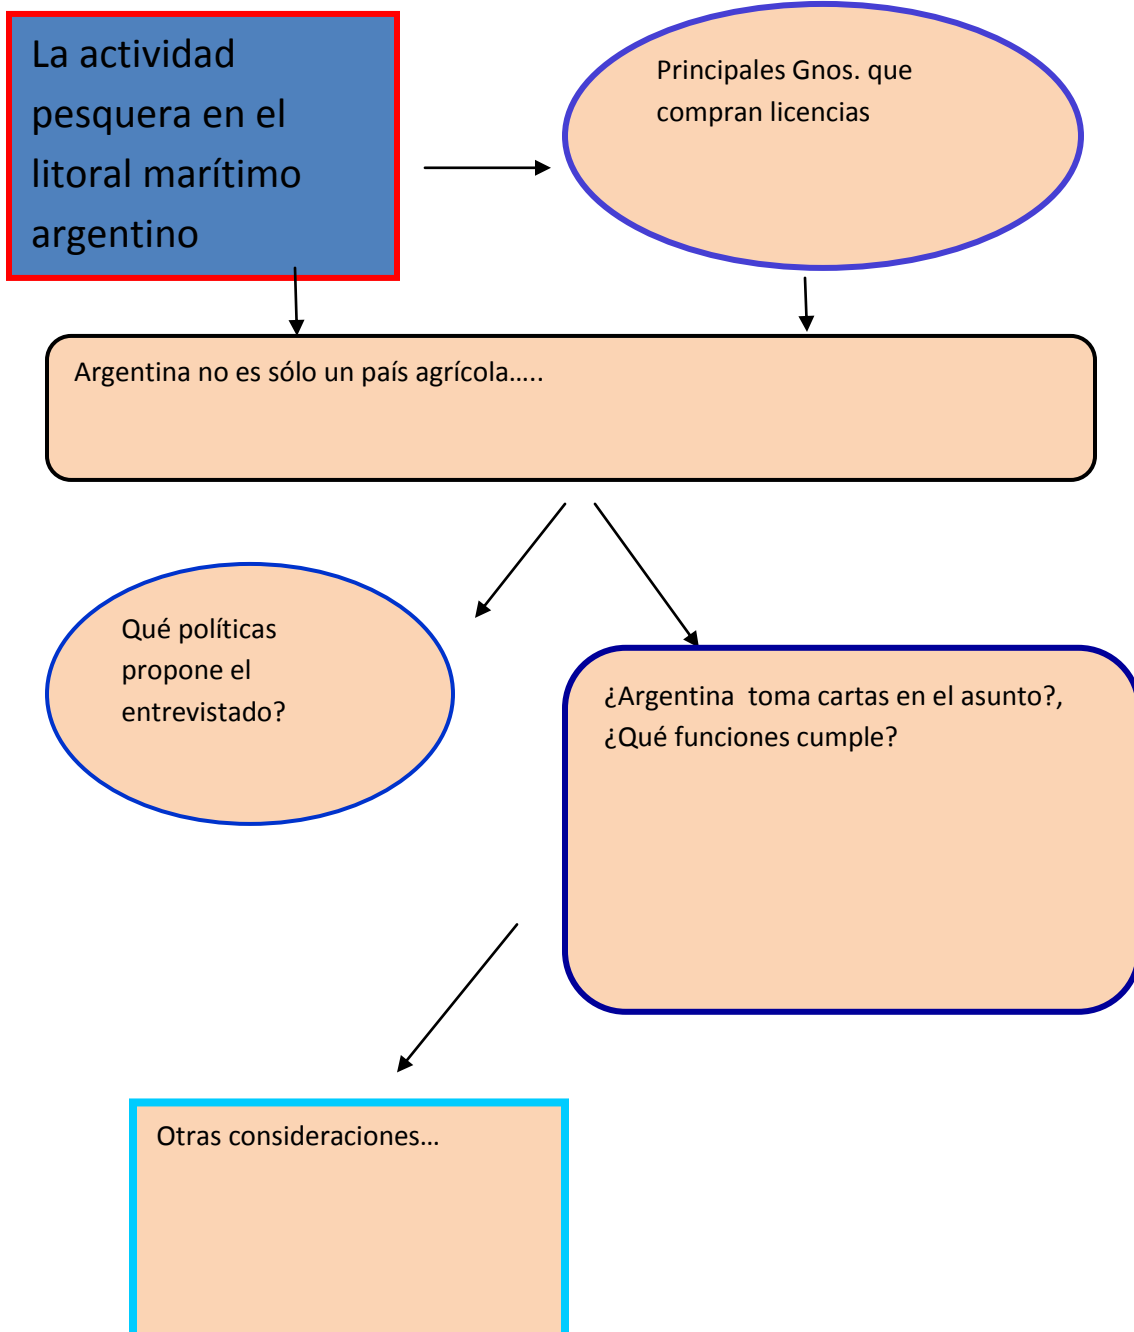 La actividad
pesquera en el
litoral marítimo
argentino
Principales Gnos. que
compran licencias
Argentina no es sólo un país agrícola…..
Qué políticas
propone el
entrevistado?
¿Argentina  toma cartas en el asunto?,
¿Qué funciones cumple?
Otras consideraciones…